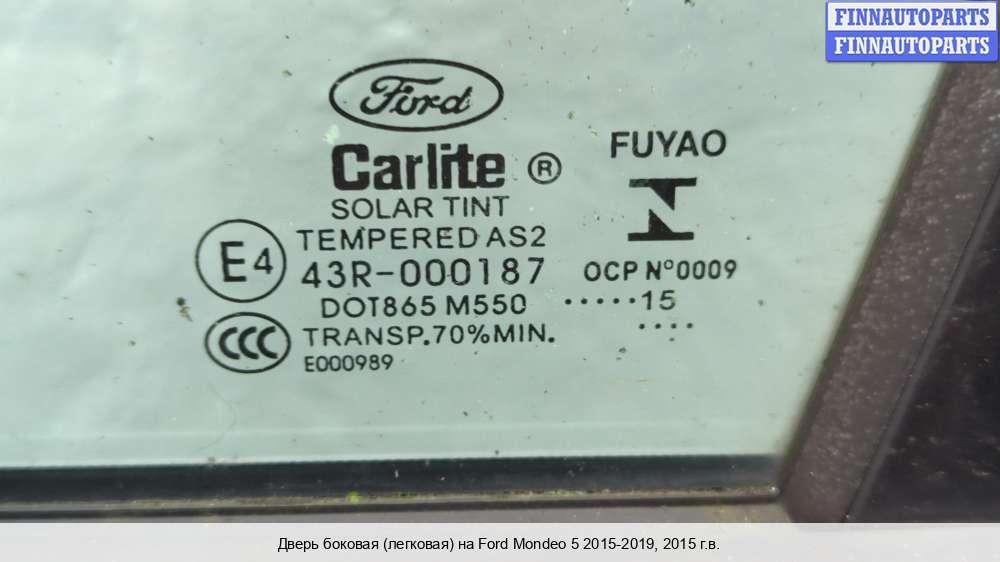 FINNAUTOPARTS
FINNAUTOPARTS
Ford
Carlite ®
FUYAO
SOLAR TINT
TEMPERED AS2
E4
43R-000187
OCP N°0009
DOT865 M550
·····15
····
CCC
TRANSP.70%MIN.
E000989
Дверь боковая (легковая) на Ford Mondeo 5 2015-2019, 2015 г.в.